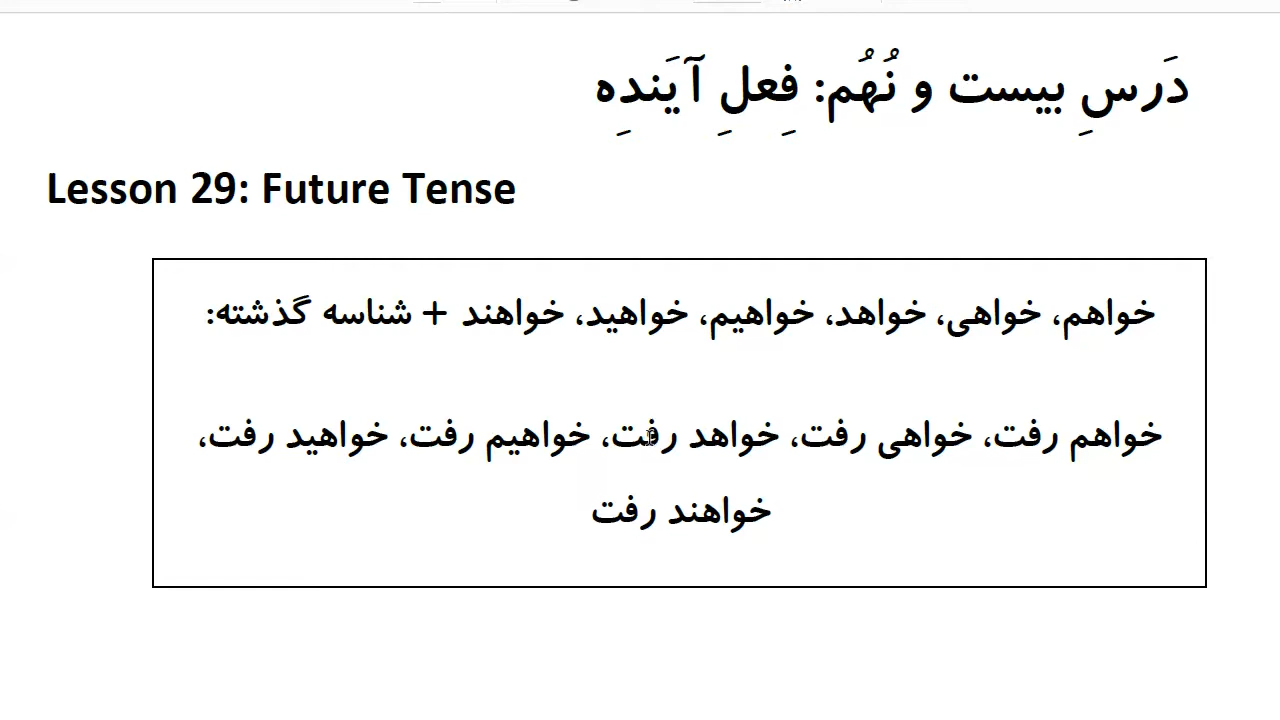 دَرسِ بیست و نُهُم: فِعلِ آیَندِه
Lesson 29: Future Tense
خواهم، خواهی، خواهد، خواهیم، خواهید، خواهند + شناسه گذشته:
خواهم رفت، خواهی رفت، خواهد رفت، خواهیم رفت، خواهید رفت،
خواهند رفت